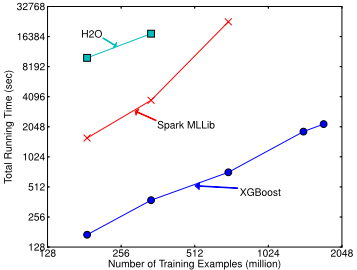 32768
16384
8192
4096
2048
1024
512
256
128
Total Running Time (sec)
H2O
Spark MLLib
XGBoost
128
256
512
1024
2048
Number of Training Examples (million)